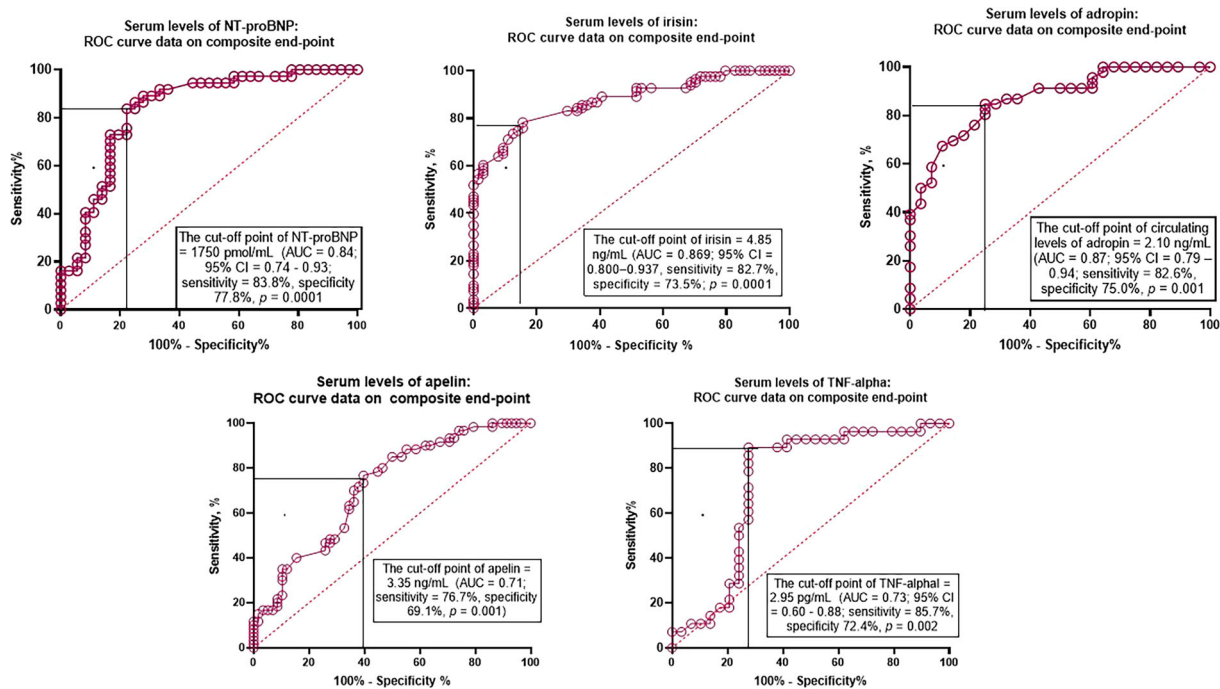 Serum levels of NT-proBNP:
ROC curve data on composite end-point
Sensitivity%
100
80
60
40
20
0
0 20 40 60 80 100
100% - Specificity%
The cut-off point of NT-proBNP
= 1750 pmol/mL (AUC = 0.84;
95% CI = 0.74 - 0.93;
sensitivity = 83.8%, specificity
77.8%, p = 0.0001
Serum levels of irisin:
ROC curve data on composite end-point
Sensitivity, %
100
80
60
40
20
0
0 20 40 60 80 100
100% - Specificity %
The cut-off point of irisin = 4.85
ng/mL (AUC = 0.869; 95% CI =
0.800–0.937, sensitivity = 82.7%,
specificity = 73.5%; p = 0.0001
Serum levels of adropin:
ROC curve data on composite end-point
Sensitivity, %
100
80
60
40
20
0
0 20 40 60 80 100
100% - Specificity%
The cut-off point of circulating
levels of adropin = 2.10 ng/mL
(AUC = 0.87; 95% CI = 0.79 –
0.94; sensitivity = 82.6%,
specificity 75.0%, p = 0.001
Serum levels of apelin:
ROC curve data on composite end-point
Sensitivity, %
100
80
60
40
20
0
0 20 40 60 80 100
100% - Specificity %
The cut-off point of apelin =
3.35 ng/mL (AUC = 0.71;
sensitivity = 76.7%, specificity
69.1%, p = 0.001)
Serum levels of TNF-alpha:
ROC curve data on composite end-point
Sensitivity%
100
80
60
40
20
0
0 20 40 60 80 100
100% - Specificity%
The cut-off point of TNF-alphal =
2.95 pg/mL (AUC = 0.73; 95% CI
= 0.60 - 0.88; sensitivity = 85.7%,
specificity 72.4%, p = 0.002